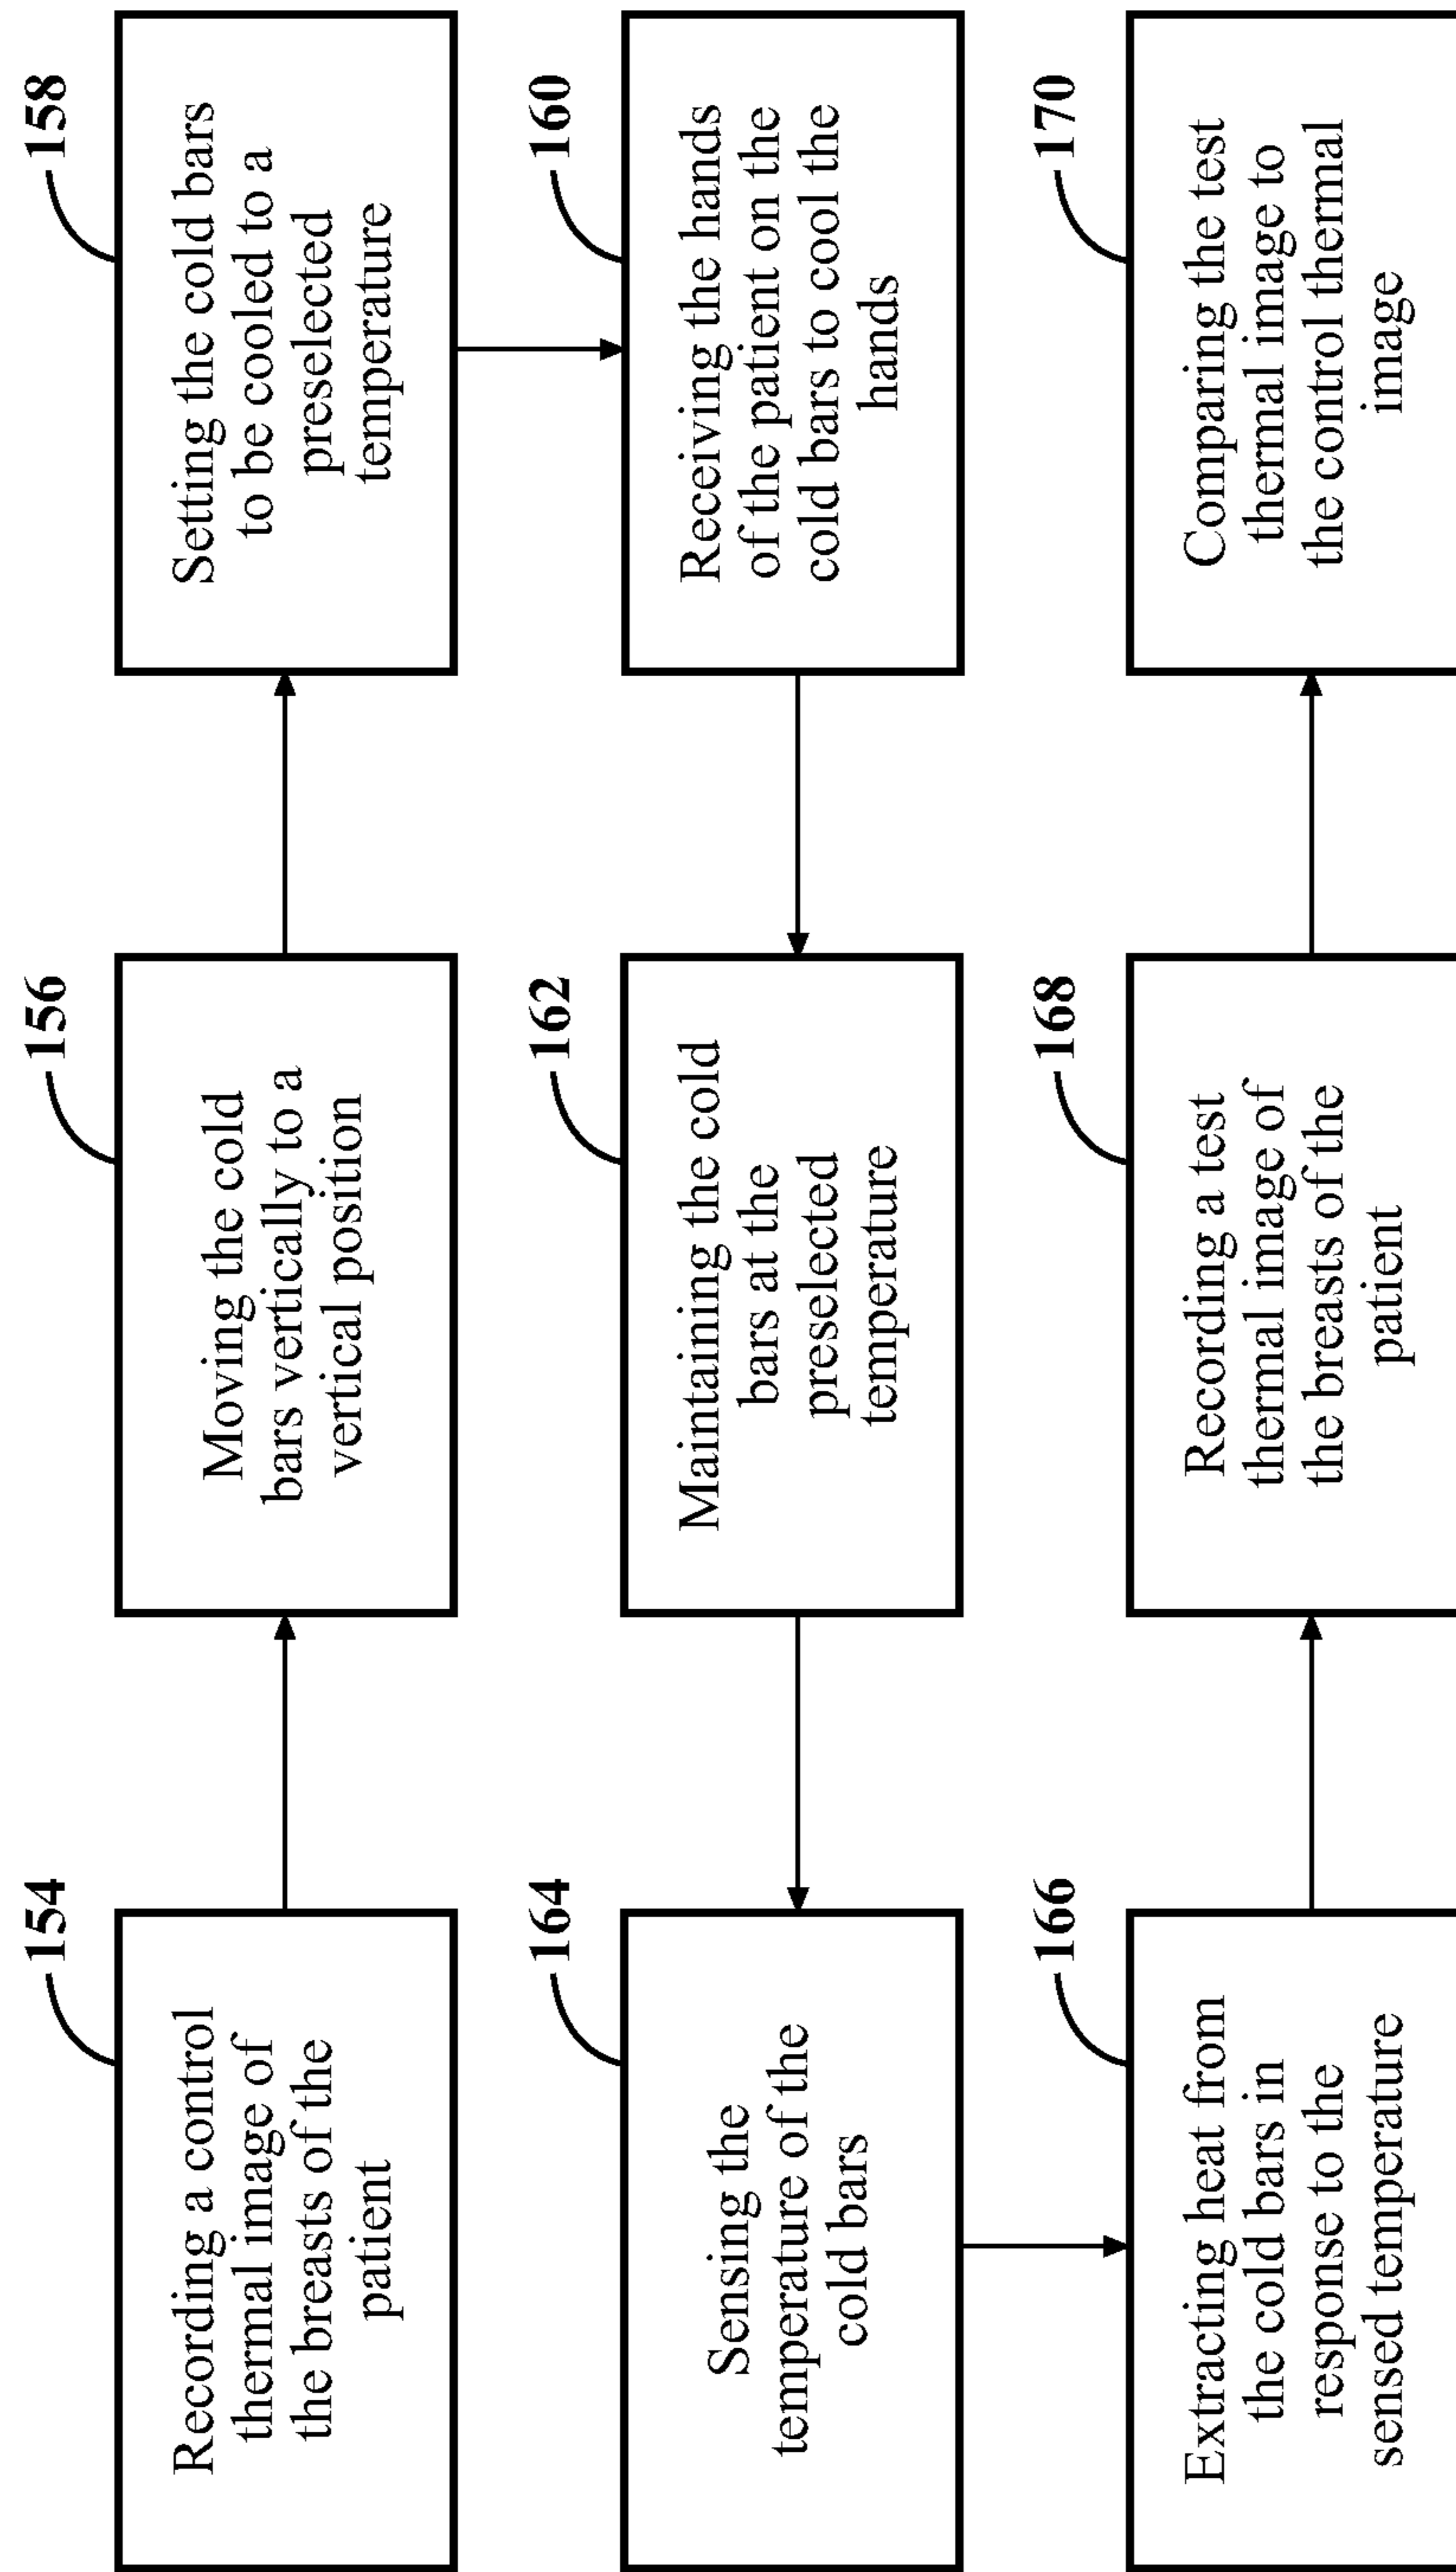 154
Recording a control
thermal image of
the breasts of the
patient
156
Moving the cold
bars vertically to a
vertical position
158
Setting the cold bars
to be cooled to a
preselected
temperature
160
Receiving the hands
of the patient on the
cold bars to cool the
hands
162
Maintaining the cold
bars at the
preselected
temperature
164
Sensing the
temperature of the
cold bars
166
Extracting heat from
the cold bars in
response to the
sensed temperature
168
Recording a test
thermal image of
the breasts of the
patient
170
Comparing the test
thermal image to
the control thermal
image